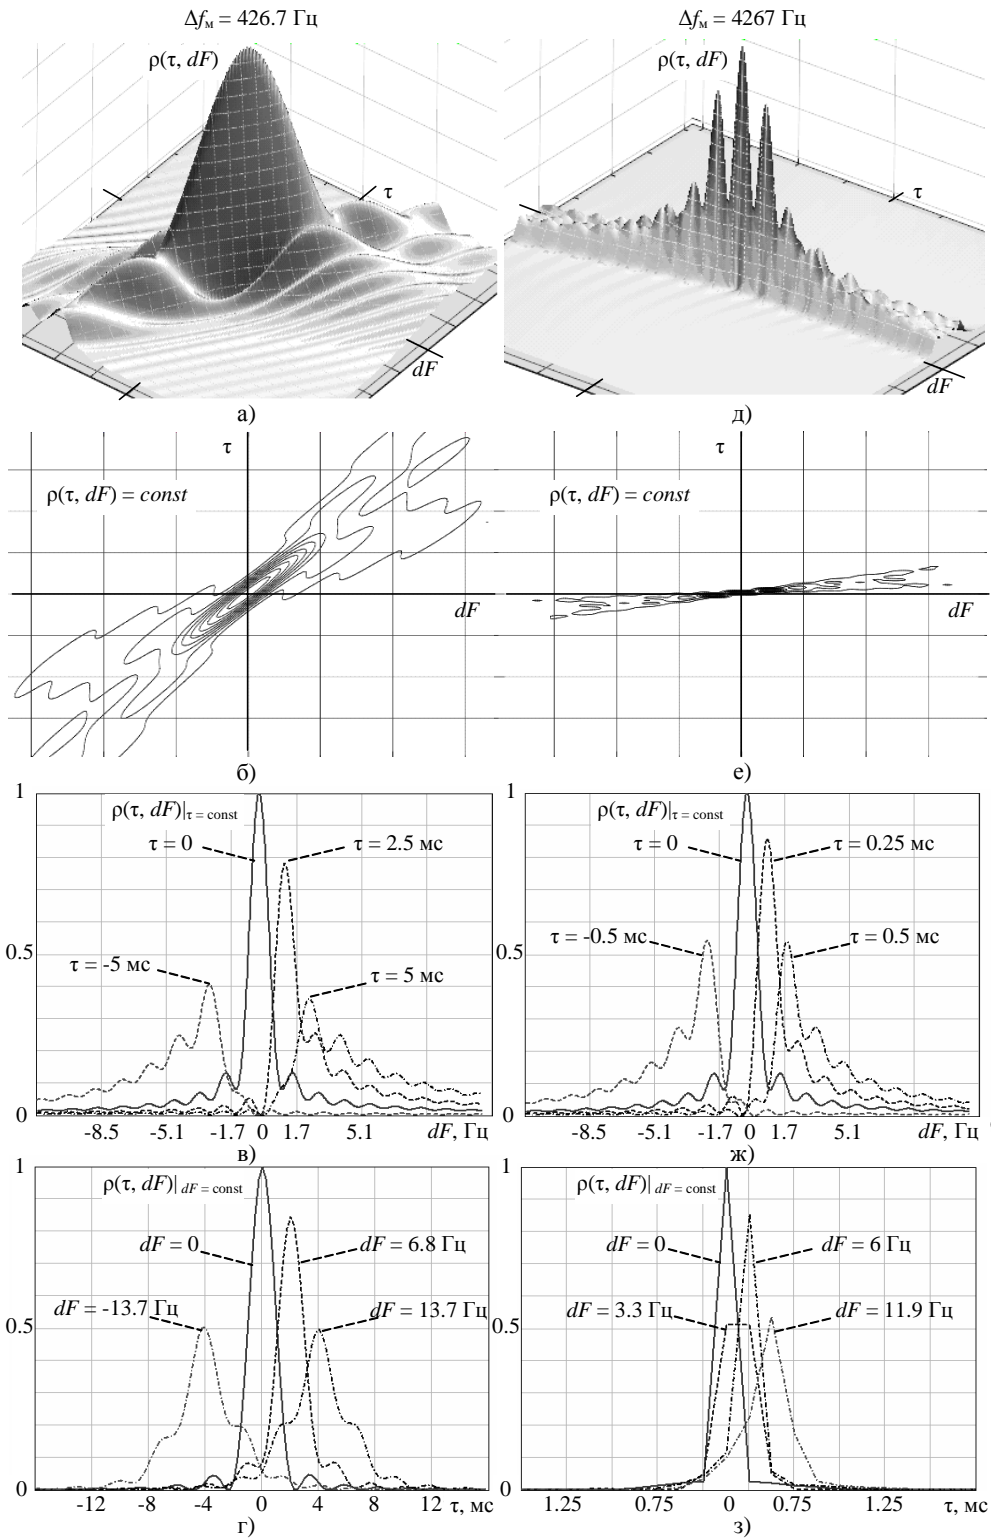 Δfм = 426.7 Гц
Δfм = 4267 Гц
ρ(τ, dF)
τ
dF
а)
ρ(τ, dF)
τ
dF
д)
τ
ρ(τ, dF) = const
dF
б)
τ
ρ(τ, dF) = const
dF
е)
1
ρ(τ, dF)|τ = const
τ = 0
τ = 2.5 мс
0.5
τ = -5 мс
τ = 5 мс
0
-8.5 -5.1 -1.7 0 1.7 5.1 dF, Гц
в)
1
ρ(τ, dF)|τ = const
τ = 0
τ = 0.25 мс
τ = -0.5 мс
τ = 0.5 мс
0.5
0
-8.5 -5.1 -1.7 0 1.7 5.1 dF, Гц
ж)
1
ρ(τ, dF)| dF = const
dF = 0
dF = 6.8 Гц
dF = -13.7 Гц
dF = 13.7 Гц
0.5
0
-12 -8 -4 0 4 8 12 τ, мс
г)
1
ρ(τ, dF)| dF = const
dF = 0
dF = 6 Гц
dF = 3.3 Гц
dF = 11.9 Гц
0.5
0
1.25 0.75 0 0.75 1.25 τ, мс
з)